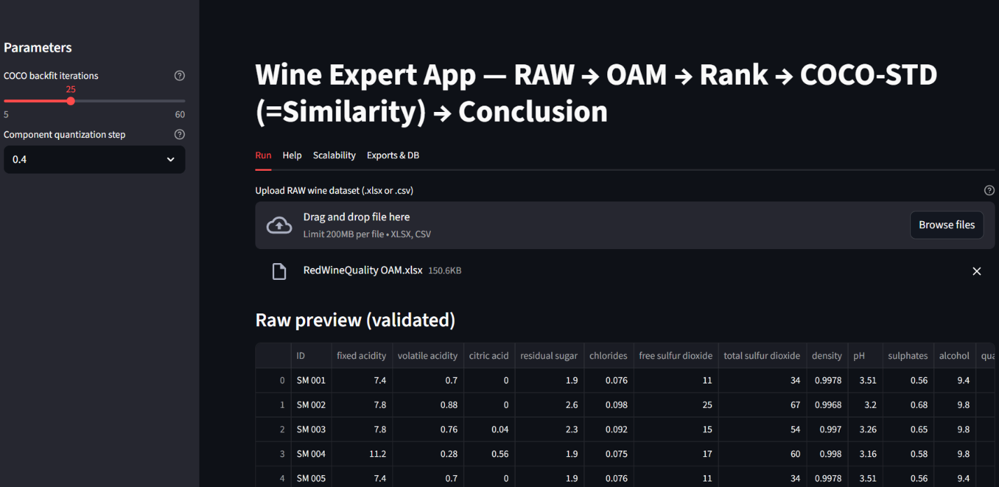 Parameters
COCO backfit iterations
25
5 60
Component quantization step
0.4
Wine Expert App — RAW → OAM → Rank → COCO-STD
(=Similarity) → Conclusion
Run Help Scalability Exports & DB
Upload RAW wine dataset (.xlsx or .csv)
Drag and drop file here
Limit 200MB per file • XLSX, CSV
Browse files
RedWineQuality OAM.xlsx 150.6KB
Raw preview (validated)
ID fixed acidity volatile acidity citric acid residual sugar chlorides free sulfur dioxide total sulfur dioxide density pH sulphates alcohol qua
0 SM 001 7.4 0.7 0 1.9 0.076 11 34 0.9978 3.51 0.56 9.4
1 SM 002 7.8 0.88 0 2.6 0.098 25 67 0.9968 3.2 0.68 9.8
2 SM 003 7.8 0.76 0.04 2.3 0.092 15 54 0.997 3.26 0.65 9.8
3 SM 004 11.2 0.28 0.56 1.9 0.075 17 60 0.998 3.16 0.58 9.8
4 SM 005 7.4 0.7 0 1.9 0.076 11 34 0.9978 3.51 0.56 9.4